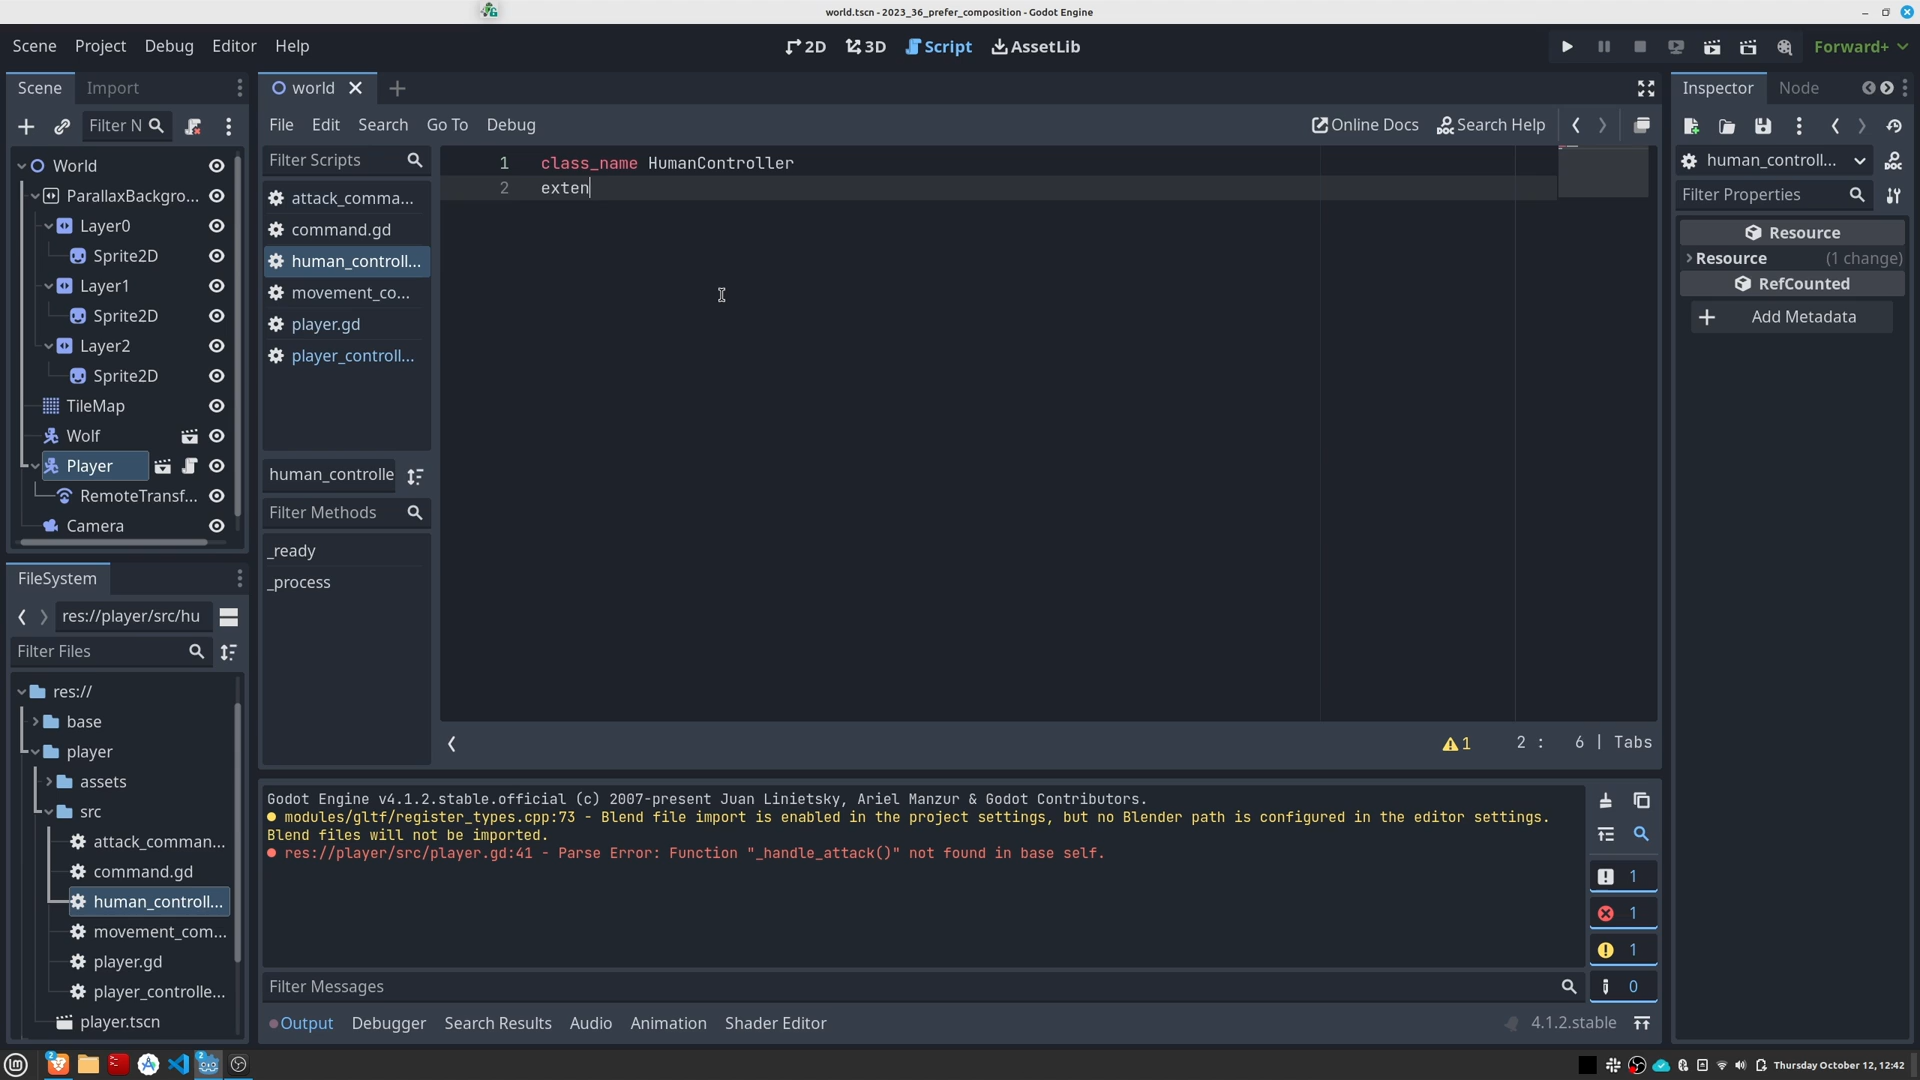 world.tscn - 2023_36_prefer_composition - Godot Engine
Scene Project Debug Editor Help
2D 3D Script AssetLib
Forward+
Scene Import
Filter N
World
ParallaxBackgro...
Layer0
Sprite2D
Layer1
Sprite2D
Layer2
Sprite2D
TileMap
Wolf
Player
RemoteTransf...
Camera
FileSystem
res://player/src/hu
Filter Files
res://
base
player
assets
src
attack_comman...
command.gd
human_controll...
movement_com...
player.gd
player_controlle...
player.tscn
world
File Edit Search Go To Debug
Online Docs Search Help
Filter Scripts
attack_comma...
command.gd
human_controll...
movement_co...
player.gd
player_controll...
human_controlle
Filter Methods
_ready
_process
1 class_name HumanController
2 exten
1 2 : 6 | Tabs
Godot Engine v4.1.2.stable.official (c) 2007-present Juan Linietsky, Ariel Manzur & Godot Contributors.
modules/gltf/register_types.cpp:73 - Blend file import is enabled in the project settings, but no Blender path is configured in the editor settings.
Blend files will not be imported.
res://player/src/player.gd:41 - Parse Error: Function "_handle_attack()" not found in base self.
1
1
1
0
Filter Messages
Output Debugger Search Results Audio Animation Shader Editor
4.1.2.stable
Inspector Node
human_controll...
Filter Properties
Resource
Resource (1 change)
RefCounted
Add Metadata
2
2
Thursday October 12, 12:42